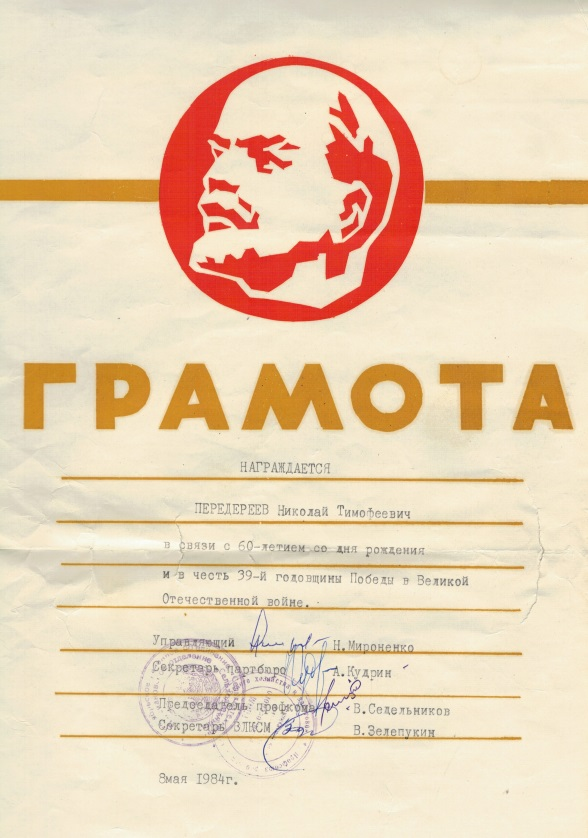 ГРАМОТА
НАГРАЖДАЕТСЯ
ПЕРЕДЕРЕЕВ Николай Тимофеевич
в связи с 60-летием со дня рождения
и в честь 39-й годовщины Победы в Великой
Отечественной войне.
Управляющий Н.Мироненко
Секретарь партбюро А.Кудрин
Председатель профкома В.Седельников
Секретарь ВЛКСМ В.Зелепукин
8мая 1984г.